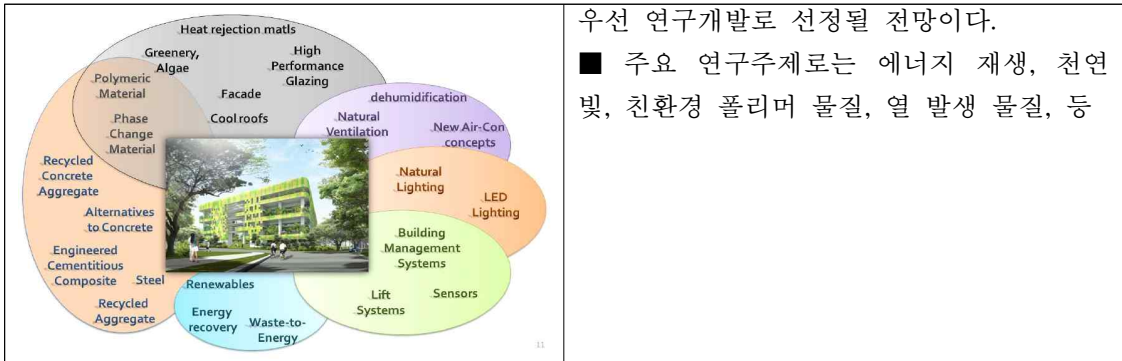 Heat rejection matls
Greenery,
Algae
High
Performance
Glazing
Polymeric
Material
Facade
Phase
Change
Material
Cool roofs
dehumidification
Natural
Ventilation
New Air-Con
concepts
Recycled
Concrete
Aggregate
Natural
Lighting
LED
Lighting
Alternatives
to Concrete
Building
Management
Systems
Engineered
Cementitious
Composite
Steel
Renewables
Lift
Systems
Sensors
Recycled
Aggregate
Energy
recovery
Waste-to-
Energy
11
우선 연구개발로 선정될 전망이다.
■ 주요 연구주제로는 에너지 재생, 천연
빛, 친환경 폴리머 물질, 열 발생 물질, 등